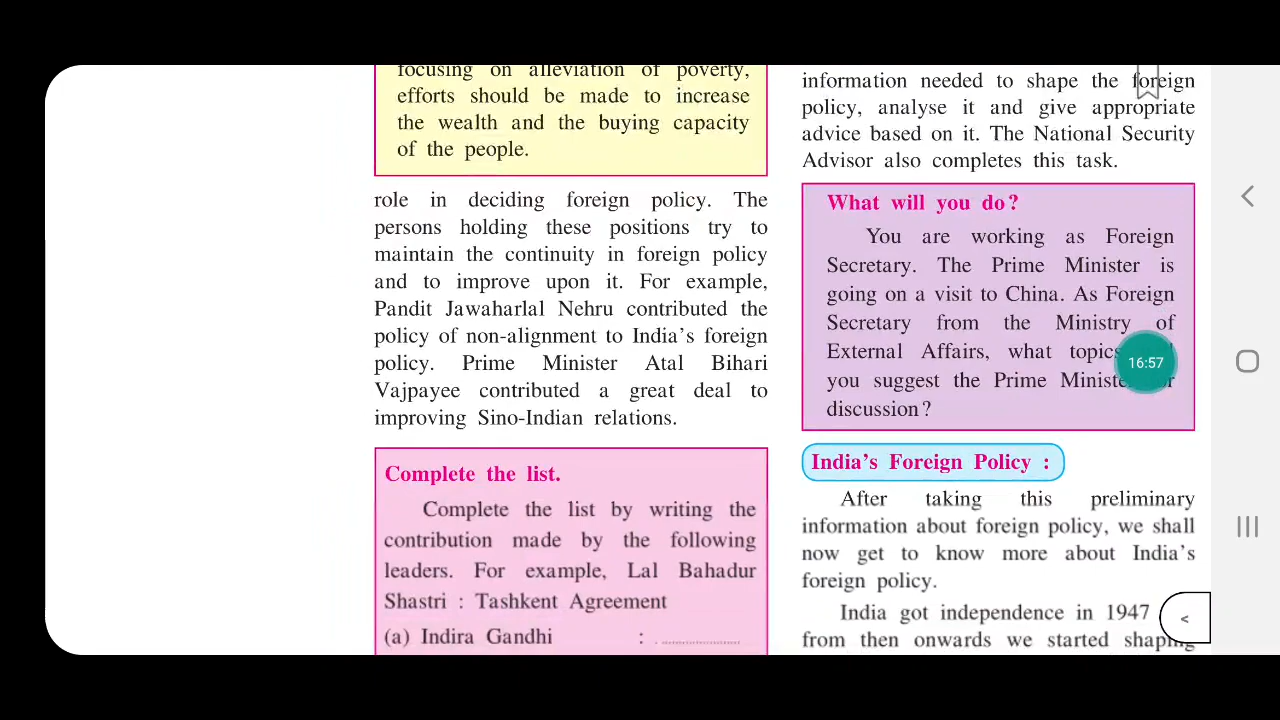 focusing on alleviation of poverty,
efforts should be made to increase
the wealth and the buying capacity
of the people.
role in deciding foreign policy. The
persons holding these positions try to
maintain the continuity in foreign policy
and to improve upon it. For example,
Pandit Jawaharlal Nehru contributed the
policy of non-alignment to India's foreign
policy. Prime Minister Atal Bihari
Vajpayee contributed a great deal to
improving Sino-Indian relations.
Complete the list.
Complete the list by writing the
contribution made by the following
leaders. For example, Lal Bahadur
Shastri : Tashkent Agreement
(a) Indira Gandhi : ....................
information needed to shape the foreign
policy, analyse it and give appropriate
advice based on it. The National Security
Advisor also completes this task.
What will you do?
You are working as Foreign
Secretary. The Prime Minister is
going on a visit to China. As Foreign
Secretary from the Ministry of
External Affairs, what topics
you suggest the Prime
discussion?
16:57
India's Foreign Policy :
After taking this preliminary
information about foreign policy, we shall
now get to know more about India's
foreign policy.
India got independence in 1947
from then onwards we started shaping
<